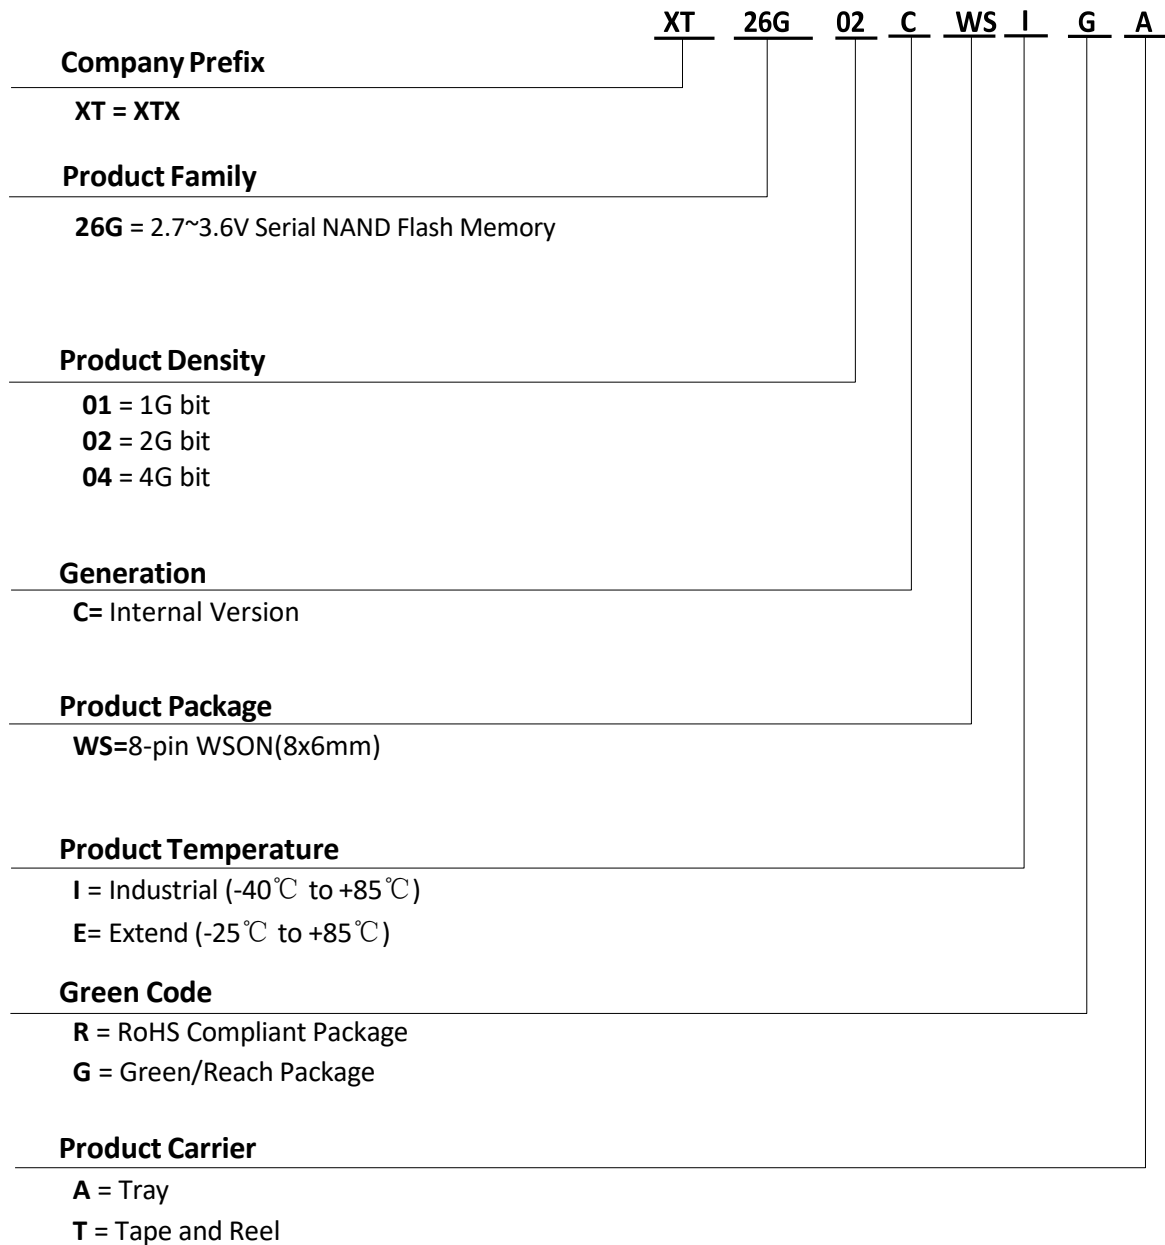 XT 26G 02 C WS I G A
Company Prefix
XT = XTX
Product Family
26G = 2.7~3.6V Serial NAND Flash Memory
Product Density
01 = 1G bit
02 = 2G bit
04 = 4G bit
Generation
C= Internal Version
Product Package
WS=8-pin WSON(8x6mm)
Product Temperature
I = Industrial (-40℃ to +85℃)
E= Extend (-25℃ to +85℃)
Green Code
R = RoHS Compliant Package
G = Green/Reach Package
Product Carrier
A = Tray
T = Tape and Reel